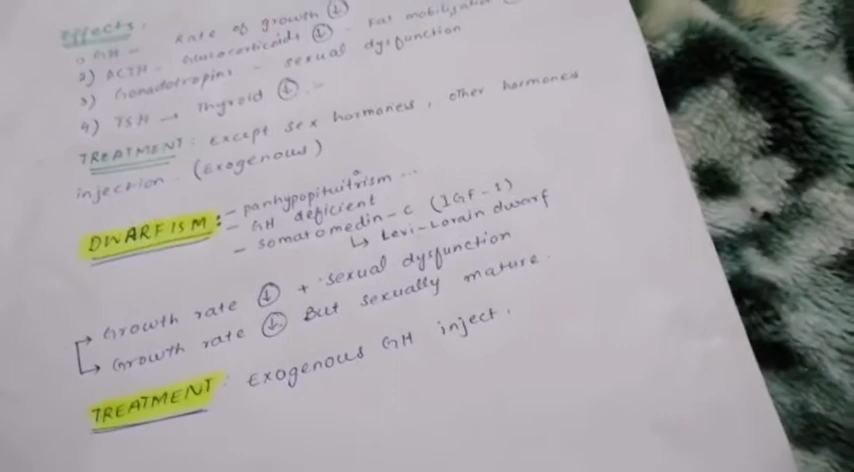 Effects:
1) GH - Rate of growth ↓
2) ACTH - Glucocorticoids ↓ - Fat mobilization
3) Gonadotropins - sexual dysfunction
4) TSH → Thyroid ↓ -
TREATMENT: Except sex hormones, other hormones
injection. (Exogenous)
DWARFISM: - panhypopituitrism ...
- GH deficient
- somatomedin-C (IGF-1)
↳ Levi-Lorain dwarf
→ Growth rate ↓ + sexual dysfunction
→ Growth rate ↓ But sexually mature.
TREATMENT: Exogenous GH inject.